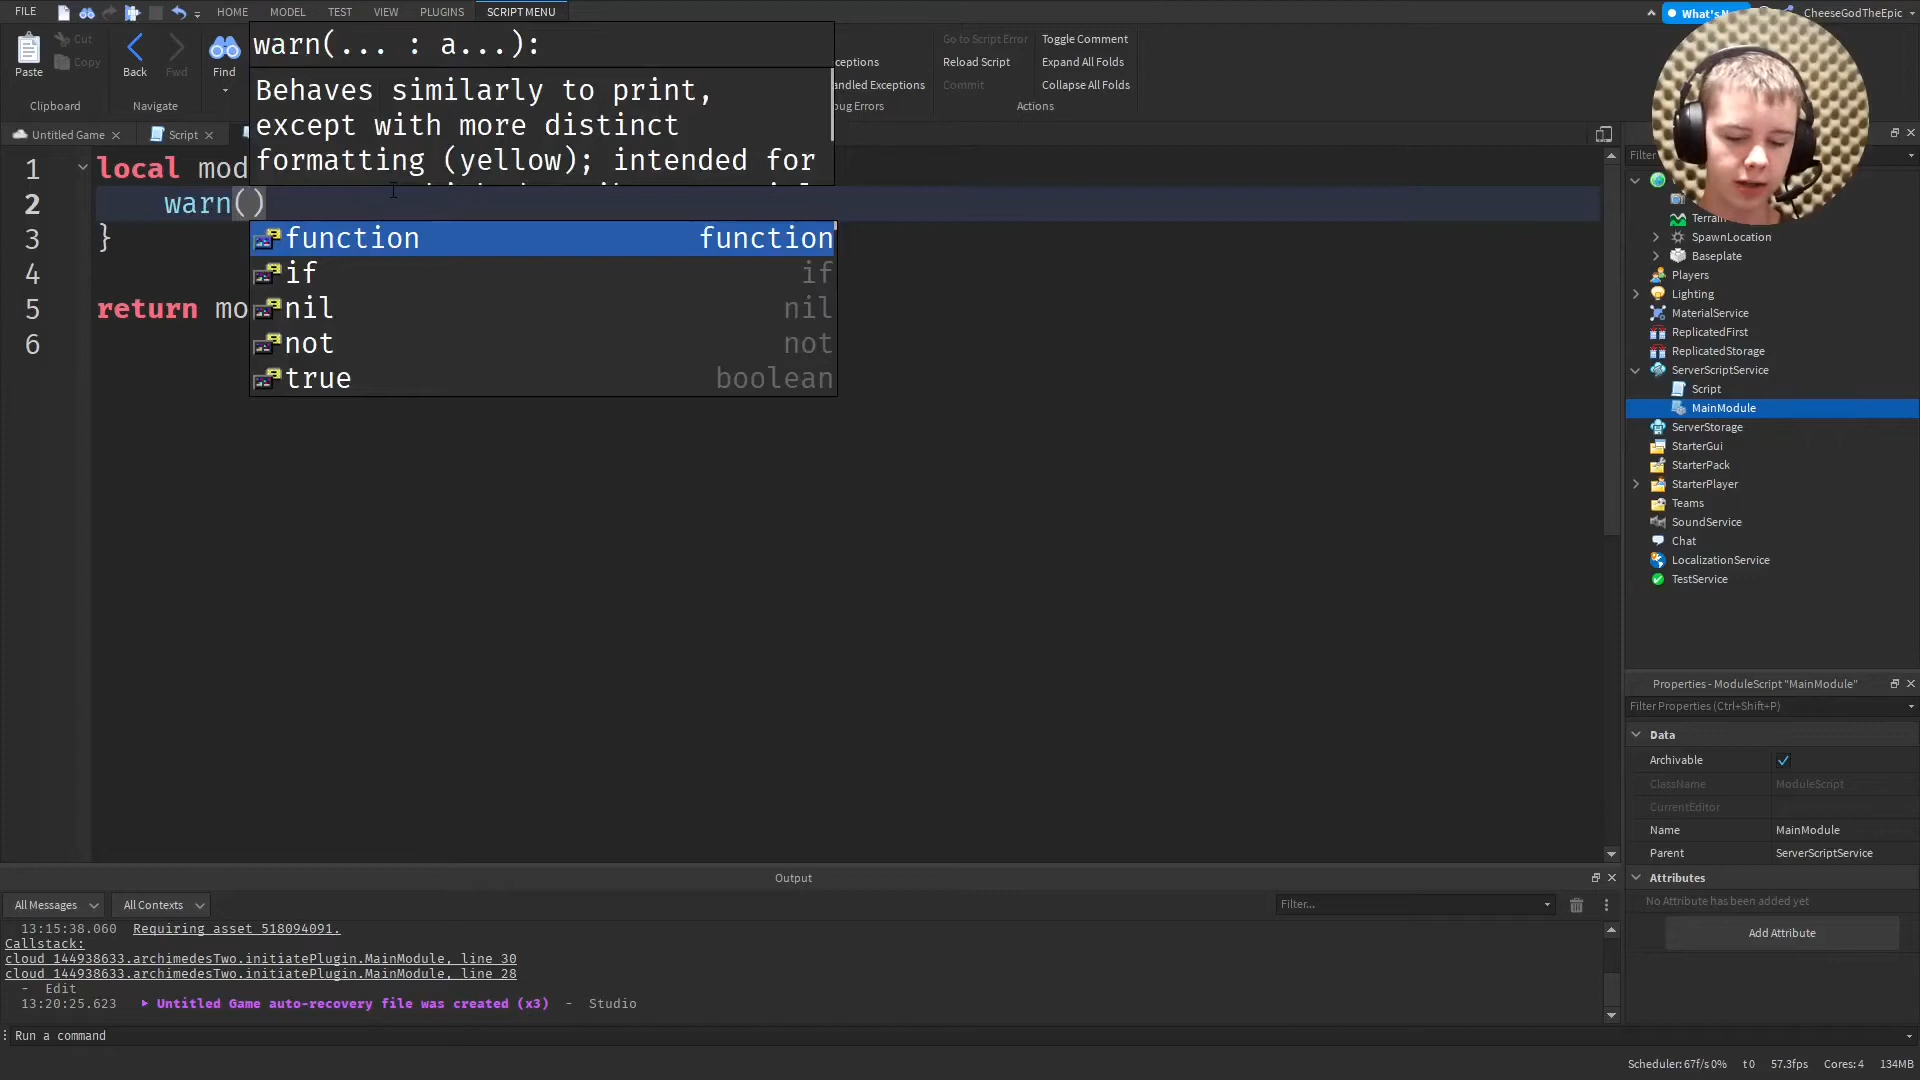 FILE
HOME
MODEL
TEST
VIEW
PLUGINS
SCRIPT MENU
What's N
CheeseGodTheEpic
Paste
Cut
Copy
Clipboard
Back
Fwd
Navigate
Find
Go to Script Error
Reload Script
Commit
Toggle Comment
Expand All Folds
Collapse All Folds
Actions
warn(... : a...):
Behaves similarly to print,
except with more distinct
formatting (yellow); intended for
Untitled Game
Script
1 local mod
2 warn()
3 }
4
5 return mo
6
function function
if if
nil nil
not not
true boolean
Filter
Terrain
SpawnLocation
Baseplate
Players
Lighting
MaterialService
ReplicatedFirst
ReplicatedStorage
ServerScriptService
Script
MainModule
ServerStorage
StarterGui
StarterPack
StarterPlayer
Teams
SoundService
Chat
LocalizationService
TestService
Properties - ModuleScript "MainModule"
Filter Properties (Ctrl+Shift+P)
Data
Archivable
ClassName ModuleScript
CurrentEditor
Name MainModule
Parent ServerScriptService
Attributes
No Attribute has been added yet
Add Attribute
Output
All Messages
All Contexts
Filter...
13:15:38.060 Requiring asset 518094091.
Callstack:
cloud_144938633.archimedesTwo.initiatePlugin.MainModule, line 30
cloud_144938633.archimedesTwo.initiatePlugin.MainModule, line 28
- Edit
13:20:25.623 Untitled Game auto-recovery file was created (x3) - Studio
Run a command
Scheduler: 67f/s 0% t 0 57.3fps Cores: 4 134MB